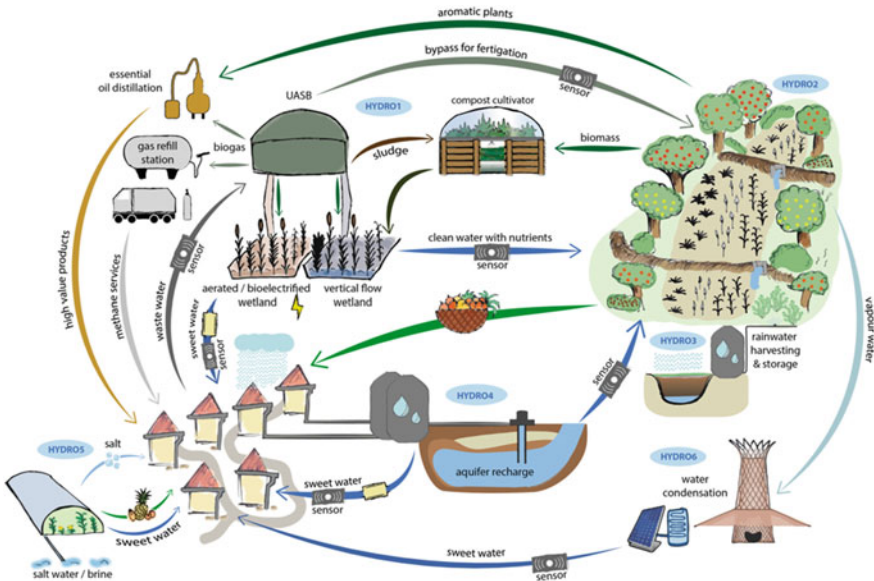 aromatic plants
bypass for fertigation
sensor
essential
oil distillation
UASB
HYDRO1
compost cultivator
HYDRO2
biogas
gas refill
station
sludge
biomass
high value products
methane services
waste water
sensor
clean water with nutrients
sensor
aerated / bioelectrified
wetland
vertical flow
wetland
sweet water
sensor
vapour water
HYDRO3
rainwater
harvesting
& storage
sensor
HYDRO4
aquifer recharge
HYDRO5
salt
sweet water
salt water / brine
sweet water
sensor
HYDRO6
water
condensation
sweet water
sensor